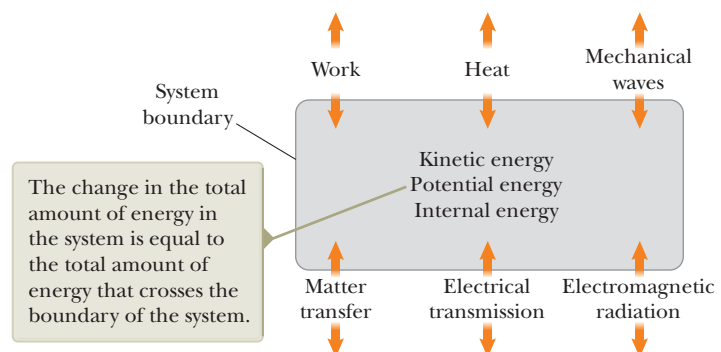 Work
Heat
Mechanical
waves
System
boundary
Kinetic energy
Potential energy
Internal energy
The change in the total
amount of energy in
the system is equal to
the total amount of
energy that crosses the
boundary of the system.
Matter
transfer
Electrical
transmission
Electromagnetic
radiation